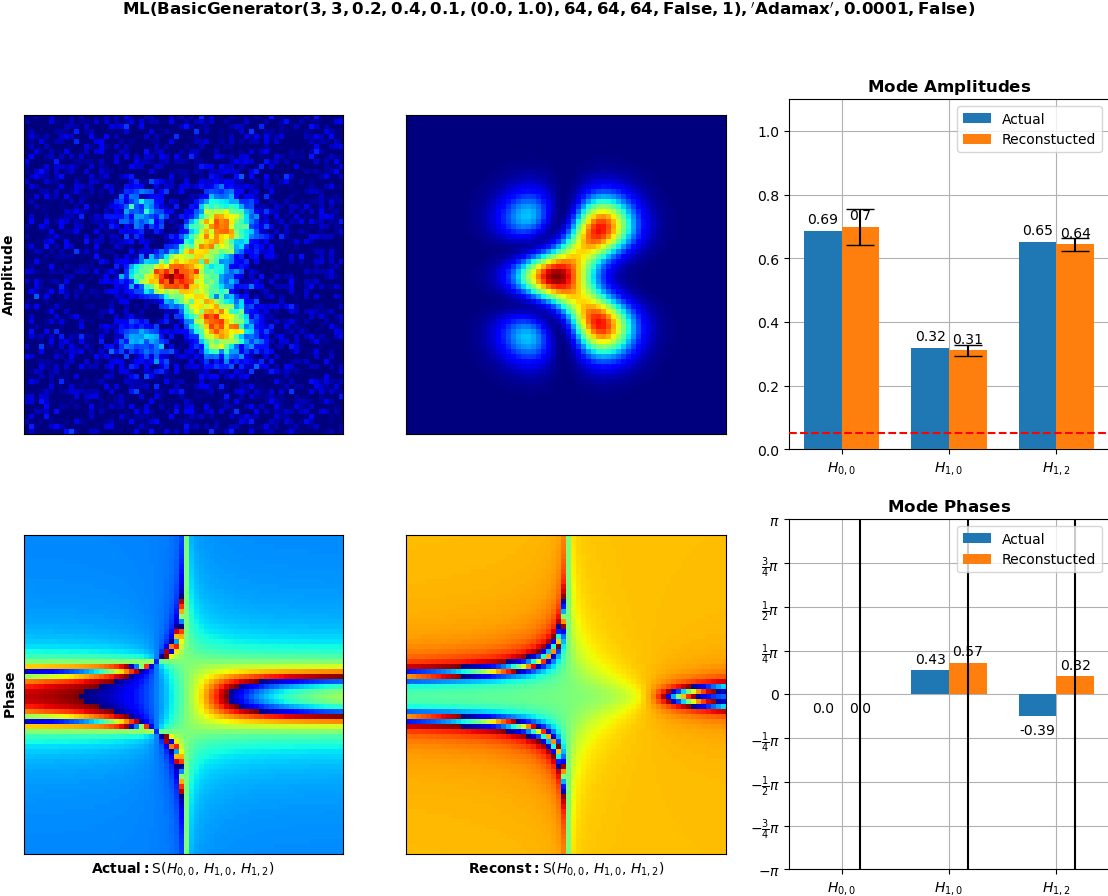 ML(BasicGenerator(3, 3, 0.2, 0.4, 0.1, (0.0, 1.0), 64, 64, 64, False, 1), ′Adamax′, 0.0001, False)
Amplitude
Mode Amplitudes
Actual
Reconstucted
1.0
0.8
0.6
0.4
0.2
0.0
0.69
0.7
0.32
0.31
0.65
0.64
H₀,₀
H₁,₀
H₁,₂
Phase
Actual: S(H₀,₀, H₁,₀, H₁,₂)
Reconst: S(H₀,₀, H₁,₀, H₁,₂)
Mode Phases
Actual
Reconstucted
π
¾π
½π
¼π
0
−¼π
−½π
−¾π
−π
0.0
0.0
0.43
0.57
-0.39
0.32
H₀,₀
H₁,₀
H₁,₂